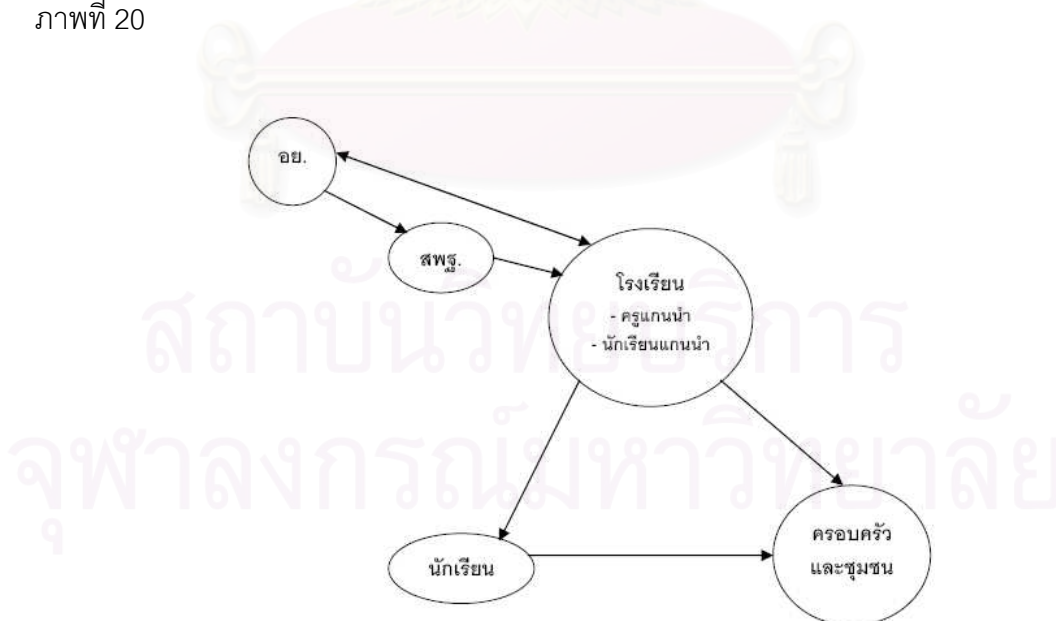 ภาพที่ 20
อย.
สพฐ.
โรงเรียน
- ครูแกนนำ
- นักเรียนแกนนำ
สถาบันวิทยบริการ
จุฬาลงกรณ์มหาวิทยาลัย
นักเรียน
ครอบครัว
และชุมชน